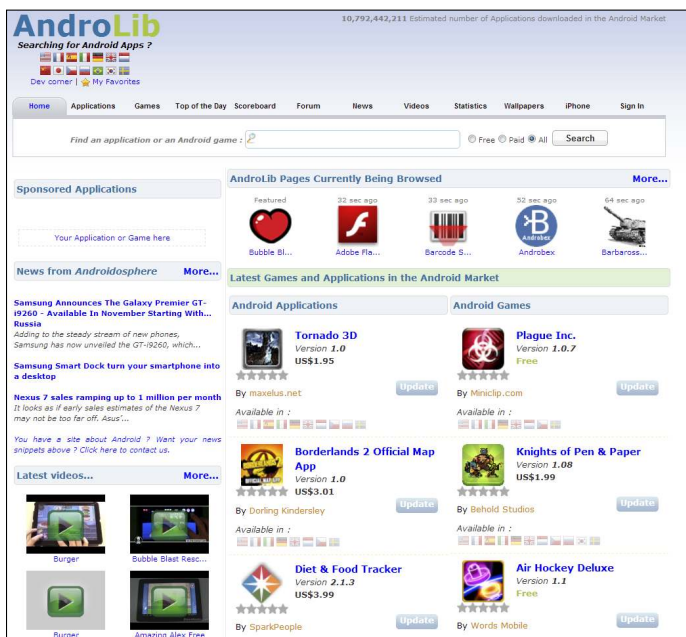 AndroLib
10,792,442,211 Estimated number of Applications downloaded in the Android Market
Searching for Android Apps ?
Dev corner | My Favorites
Home Applications Games Top of the Day Scoreboard Forum News Videos Statistics Wallpapers iPhone Sign In
Find an application or an Android game : Free Paid All Search
Sponsored Applications
Your Application or Game here
News from Androidosphere More...
Samsung Announces The Galaxy Premier GT-
i9260 - Available In November Starting With...
Russia
Adding to the steady stream of new phones,
Samsung has now unveiled the GT-i9260, which...
Samsung Smart Dock turn your smartphone into
a desktop
Nexus 7 sales ramping up to 1 million per month
It looks as if early sales estimates of the Nexus 7
may not be too far off. Asus'...
You have a site about Android ? Want your news
snippets above ? Click here to contact us.
Latest videos... More...
Burger Bubble Blast Resc...
Burger Amazing Alex Free
AndroLib Pages Currently Being Browsed More...
Featured 32 sec ago 33 sec ago 52 sec ago 64 sec ago
Androbex
Bubble Bl... Adobe Fla... Barcode S... Androbex Barbaross...
Latest Games and Applications in the Android Market
Android Applications
Tornado 3D
Version 1.0
US$1.95
Update
By maxelus.net
Available in :
BORDERLANDS 2
OFFICIAL MAP APP
Borderlands 2 Official Map
App
Version 1.0
US$3.01
Update
By Dorling Kindersley
Available in :
Diet & Food Tracker
Version 2.1.3
US$3.99
Update
By SparkPeople
Android Games
Plague Inc.
Version 1.0.7
Free
Update
By Miniclip.com
Available in :
Knights of Pen & Paper
Version 1.08
US$1.99
Update
By Behold Studios
Available in :
Air Hockey Deluxe
Version 1.1
Free
Update
By Words Mobile